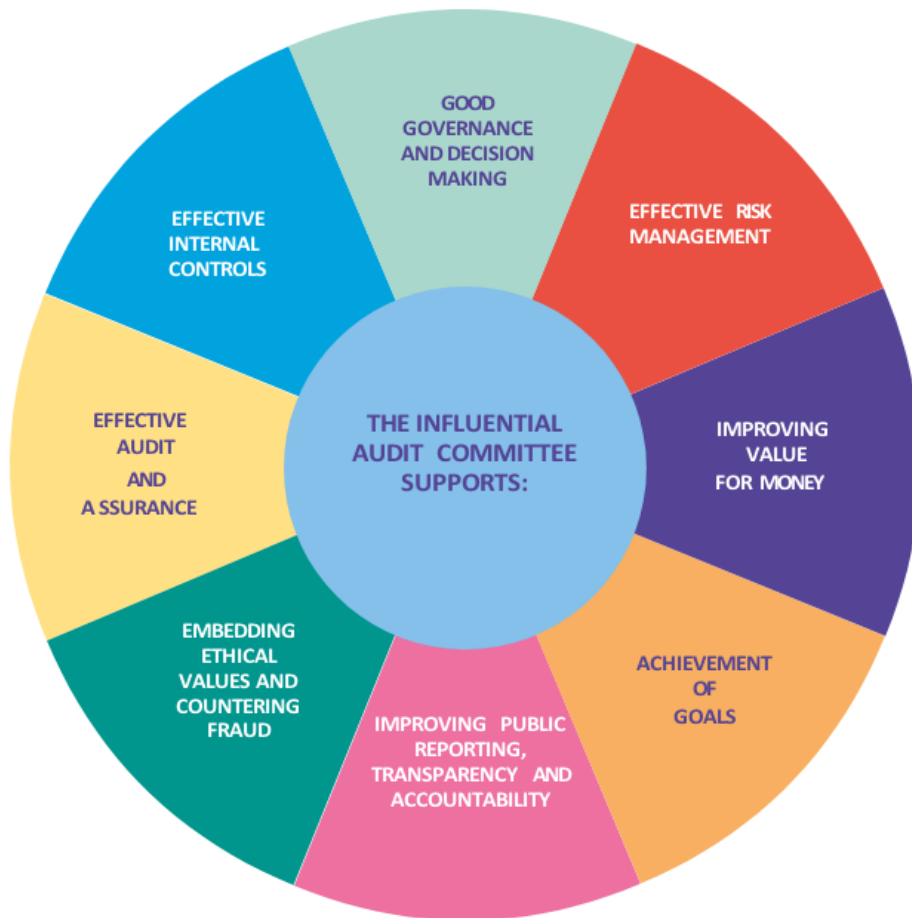 GOOD
GOVERNANCE
AND DECISION
MAKING
EFFECTIVE RISK
MANAGEMENT
IMPROVING
VALUE
FOR MONEY
ACHIEVEMENT
OF
GOALS
IMPROVING PUBLIC
REPORTING,
TRANSPARENCY AND
ACCOUNTABILITY
EMBEDDING
ETHICAL
VALUES AND
COUNTERING
FRAUD
EFFECTIVE
AUDIT
AND
A SSURANCE
EFFECTIVE
INTERNAL
CONTROLS
THE INFLUENTIAL
AUDIT COMMITTEE
SUPPORTS: